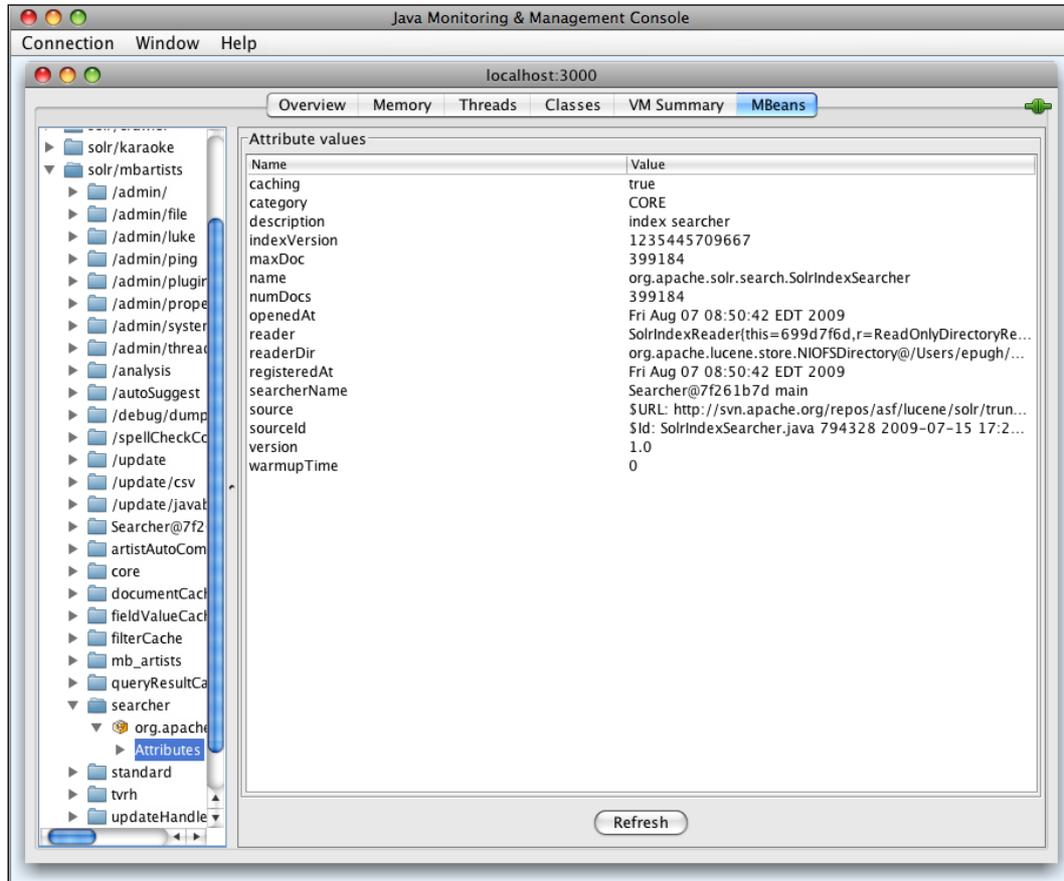 Java Monitoring & Management Console
Connection Window Help
localhost:3000
Overview Memory Threads Classes VM Summary MBeans
solr/karaoke
solr/mbartists
/admin/
/admin/file
/admin/luke
/admin/ping
/admin/plugin
/admin/prope
/admin/system
/admin/thread
/analysis
/autoSuggest
/debug/dump
/spellCheckCo
/update
/update/csv
/update/javab
Searcher@7f2
artistAutoCom
core
documentCach
fieldValueCach
filterCache
mb_artists
queryResultCa
searcher
org.apache
Attributes
standard
tvrh
updateHandle
Attribute values
Name Value
caching true
category CORE
description index searcher
indexVersion 1235445709667
maxDoc 399184
name org.apache.solr.search.SolrIndexSearcher
numDocs 399184
openedAt Fri Aug 07 08:50:42 EDT 2009
reader SolrIndexReader{this=699d7f6d,r=ReadOnlyDirectoryRe...
readerDir org.apache.lucene.store.NIOFSDirectory@/Users/epugh/...
registeredAt Fri Aug 07 08:50:42 EDT 2009
searcherName Searcher@7f261b7d main
source $URL: http://svn.apache.org/repos/asf/lucene/solr/trun...
sourceId $Id: SolrIndexSearcher.java 794328 2009-07-15 17:2...
version 1.0
warmupTime 0
Refresh